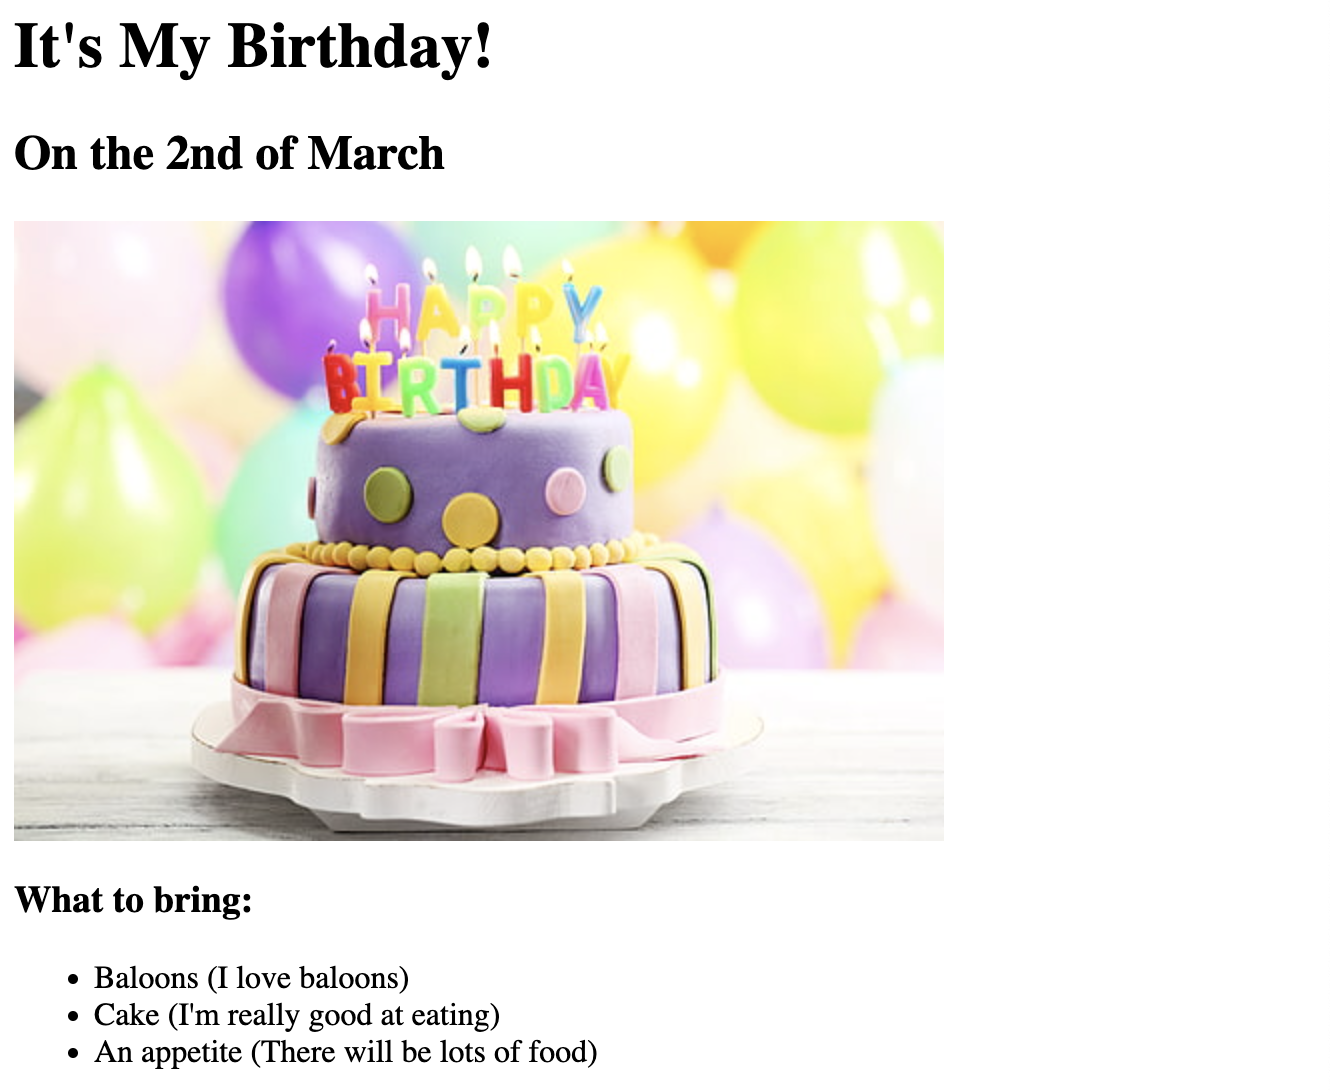 It's My Birthday!
On the 2nd of March
HAPPY
BIRTHDAY
What to bring:
Baloons (I love baloons)
Cake (I'm really good at eating)
An appetite (There will be lots of food)